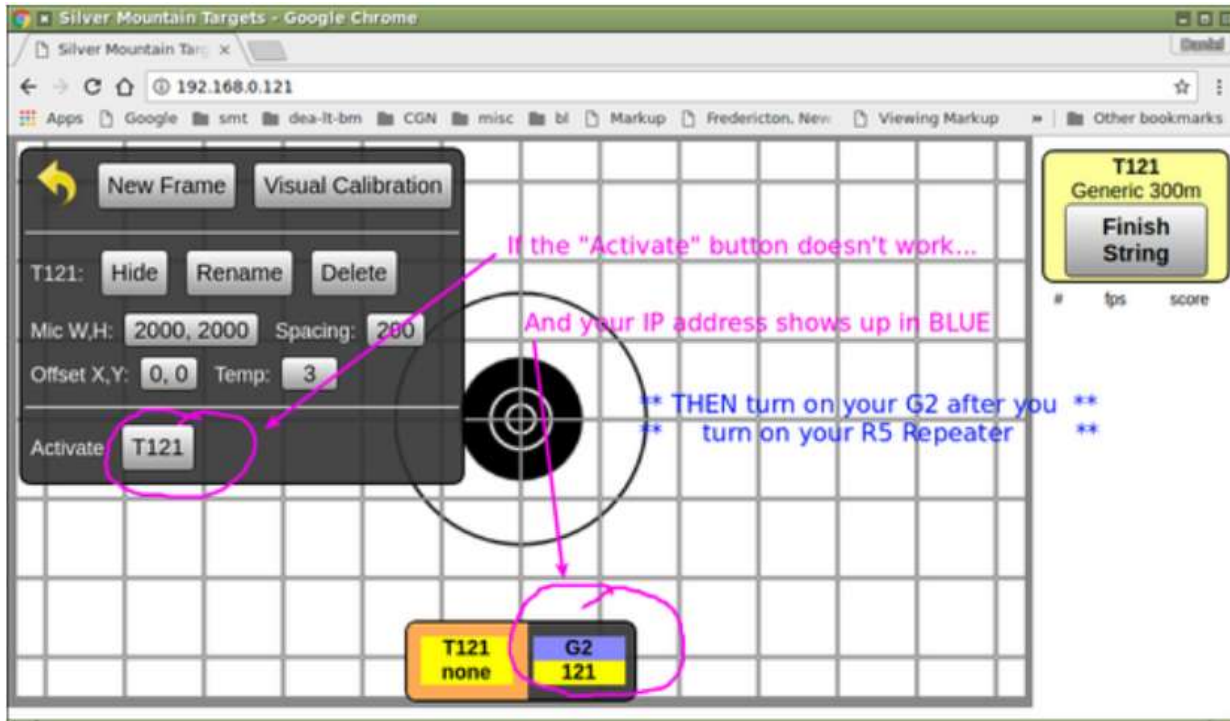 Silver Mountain Targets - Google Chrome
Silver Mountain Targ
Daniel
192.168.0.121
Apps Google smt dea-lt-bm CGN misc bl Markup Fredericton, New Viewing Markup » Other bookmarks
New Frame Visual Calibration
T121: Hide Rename Delete
Mic W,H: 2000, 2000 Spacing: 200
Offset X,Y: 0, 0 Temp: 3
Activate T121
If the "Activate" button doesn't work...
And your IP address shows up in BLUE
** THEN turn on your G2 after you **
** turn on your R5 Repeater **
T121
none
G2
121
T121
Generic 300m
Finish
String
# fps score